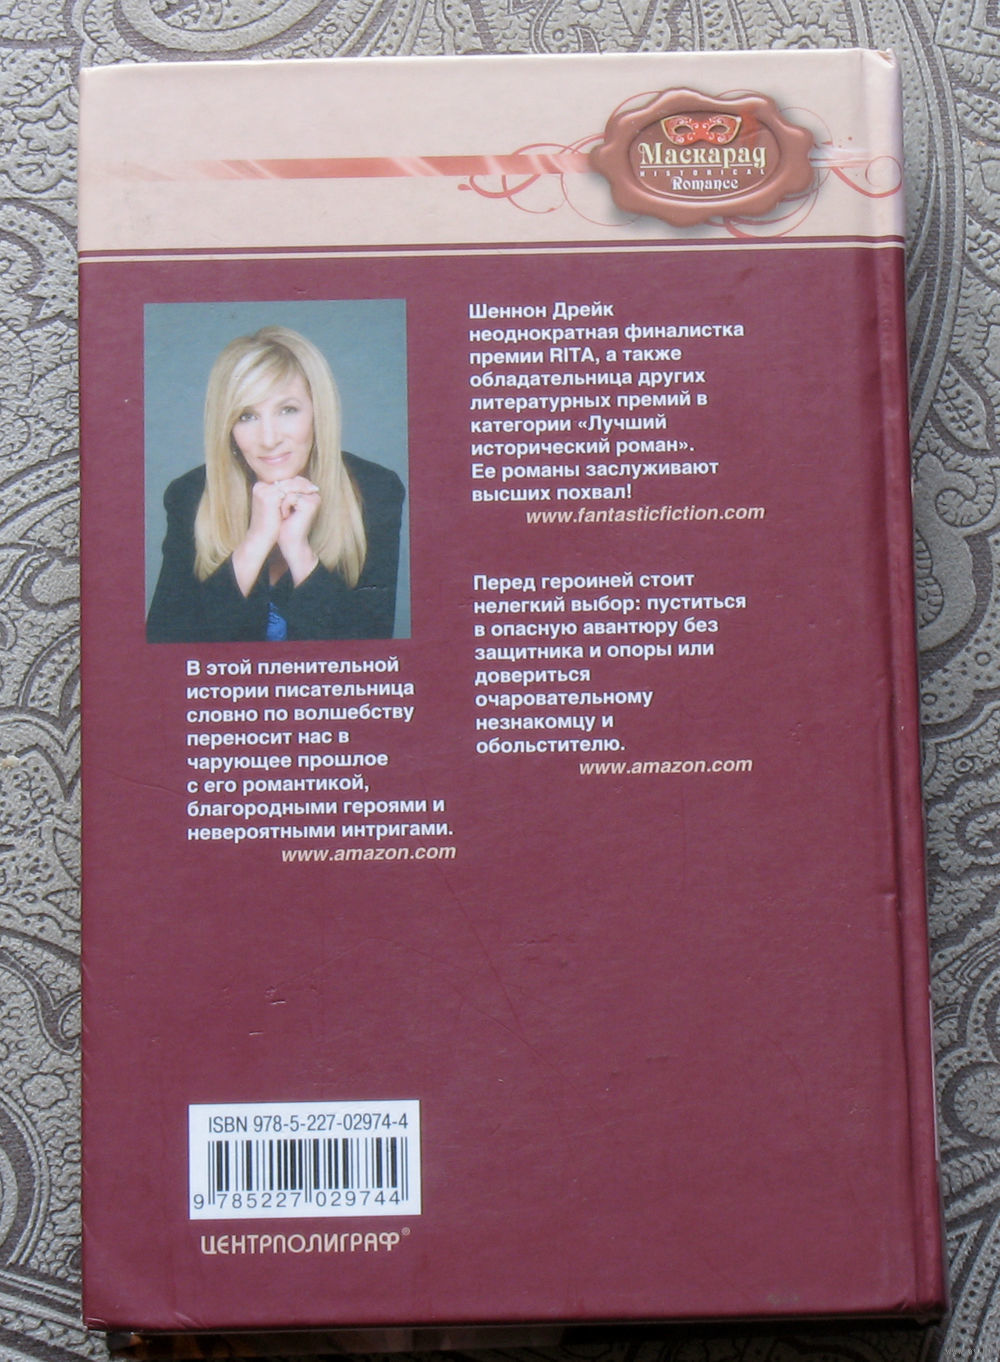 Маскарад
HISTORICAL
Romance
Шеннон Дрейк
неоднократная финалистка
премии RITA, а также
обладательница других
литературных премий в
категории «Лучший
исторический роман».
Ее романы заслуживают
высших похвал!
www.fantasticfiction.com
Перед героиней стоит
нелегкий выбор: пуститься
в опасную авантюру без
защитника и опоры или
довериться
очаровательному
незнакомцу и
обольстителю.
www.amazon.com
В этой пленительной
истории писательница
словно по волшебству
переносит нас в
чарующее прошлое
с его романтикой,
благородными героями и
невероятными интригами.
www.amazon.com
ISBN 978-5-227-02974-4
9 785227 029744
ЦЕНТРПОЛИГРАФ®